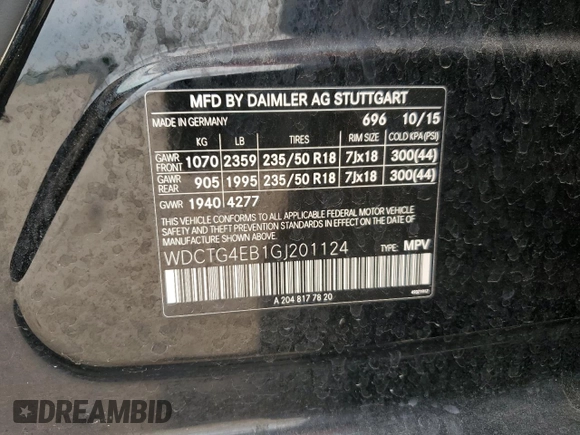 MFD BY DAIMLER AG STUTTGART
MADE IN GERMANY 696 10/15
KG LB TIRES RIM SIZE COLD KPA(PSI)
GAWR FRONT 1070 2359 235/50 R18 7Jx18 300(44)
GAWR REAR 905 1995 235/50 R18 7Jx18 300(44)
GVWR 1940 4277
THIS VEHICLE CONFORMS TO ALL APPLICABLE FEDERAL MOTOR VEHICLE
SAFETY AND THEFT PREVENTION STANDARDS IN EFFECT ON THE DATE OF
MANUFACTURE SHOWN ABOVE.
WDCTG4EB1GJ201124 TYPE: MPV
A 204 817 78 20
DREAMBID